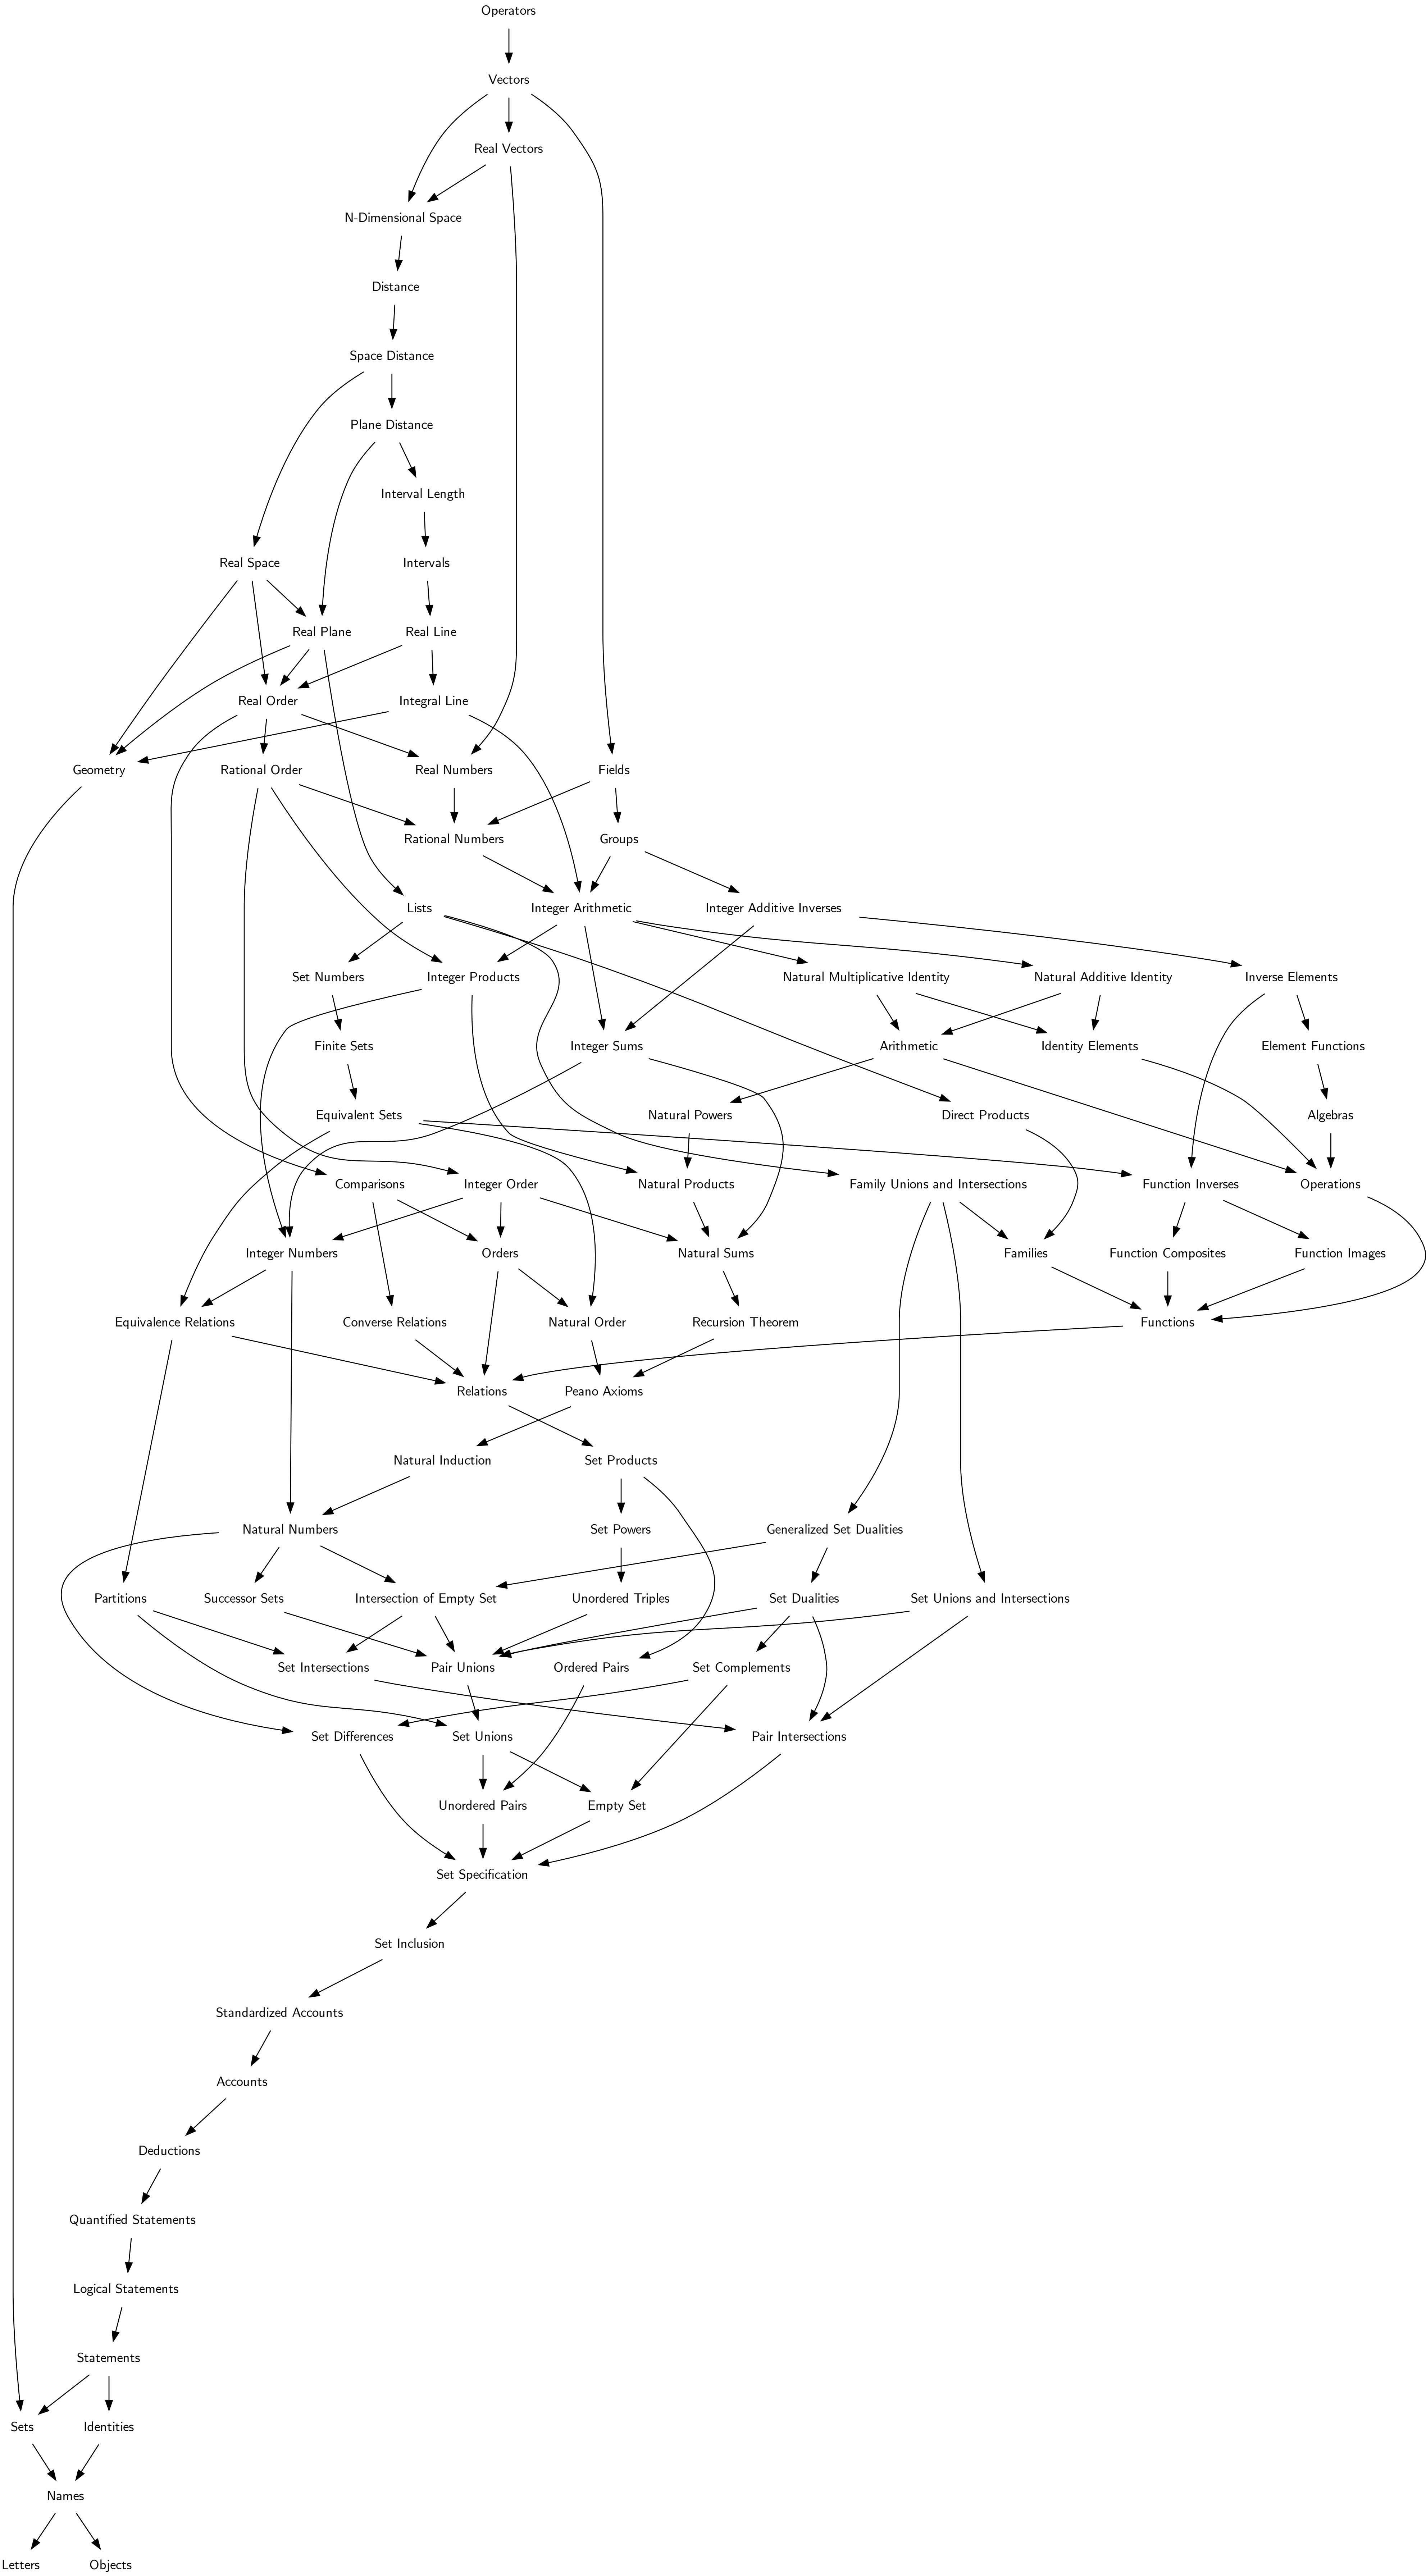 Operators
Vectors
Real Vectors
N-Dimensional Space
Distance
Space Distance
Plane Distance
Interval Length
Real Space
Intervals
Real Plane
Real Line
Real Order
Integral Line
Geometry
Rational Order
Real Numbers
Fields
Rational Numbers
Groups
Lists
Integer Arithmetic
Integer Additive Inverses
Set Numbers
Integer Products
Natural Multiplicative Identity
Natural Additive Identity
Inverse Elements
Finite Sets
Integer Sums
Arithmetic
Identity Elements
Element Functions
Equivalent Sets
Natural Powers
Direct Products
Algebras
Comparisons
Integer Order
Natural Products
Family Unions and Intersections
Function Inverses
Operations
Integer Numbers
Orders
Natural Sums
Families
Function Composites
Function Images
Equivalence Relations
Converse Relations
Natural Order
Recursion Theorem
Functions
Relations
Peano Axioms
Natural Induction
Set Products
Natural Numbers
Set Powers
Generalized Set Dualities
Partitions
Successor Sets
Intersection of Empty Set
Unordered Triples
Set Dualities
Set Unions and Intersections
Set Intersections
Pair Unions
Ordered Pairs
Set Complements
Set Differences
Set Unions
Pair Intersections
Unordered Pairs
Empty Set
Set Specification
Set Inclusion
Standardized Accounts
Accounts
Deductions
Quantified Statements
Logical Statements
Statements
Sets
Identities
Names
Letters
Objects